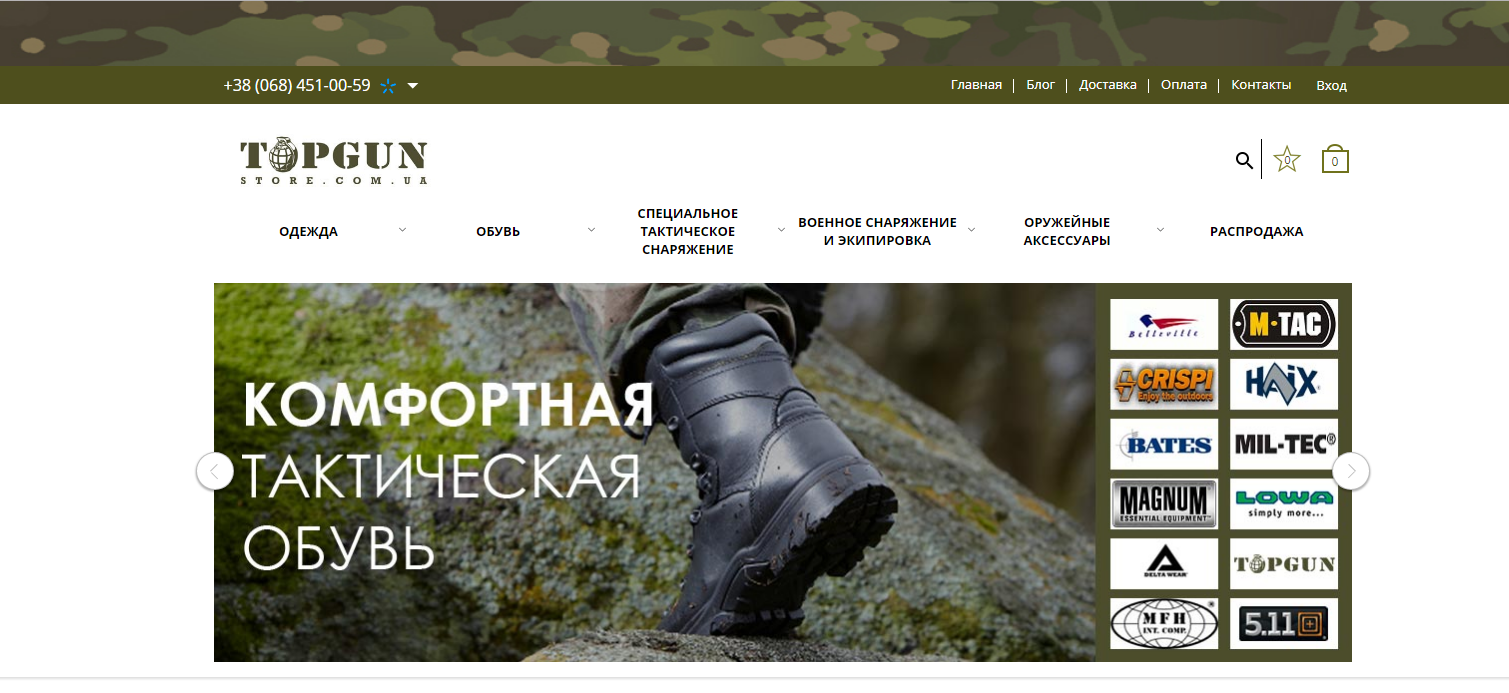 +38 (068) 451-00-59
Главная | Блог | Доставка | Оплата | Контакты Вход
TOPGUN
STORE.COM.UA
0
0
ОДЕЖДА
ОБУВЬ
СПЕЦИАЛЬНОЕ
ТАКТИЧЕСКОЕ
СНАРЯЖЕНИЕ
ВОЕННОЕ СНАРЯЖЕНИЕ
И ЭКИПИРОВКА
ОРУЖЕЙНЫЕ
АКСЕССУАРЫ
РАСПРОДАЖА
КОМФОРТНАЯ
ТАКТИЧЕСКАЯ
ОБУВЬ
Belleville
M·TAC
CRISPI
Enjoy the outdoors
HAIX®
BATES
MIL-TEC®
MAGNUM
ESSENTIAL EQUIPMENT™
LOWA
simply more...
DELTA WEAR
TOPGUN
MFH®
INT. COMP.
5.11